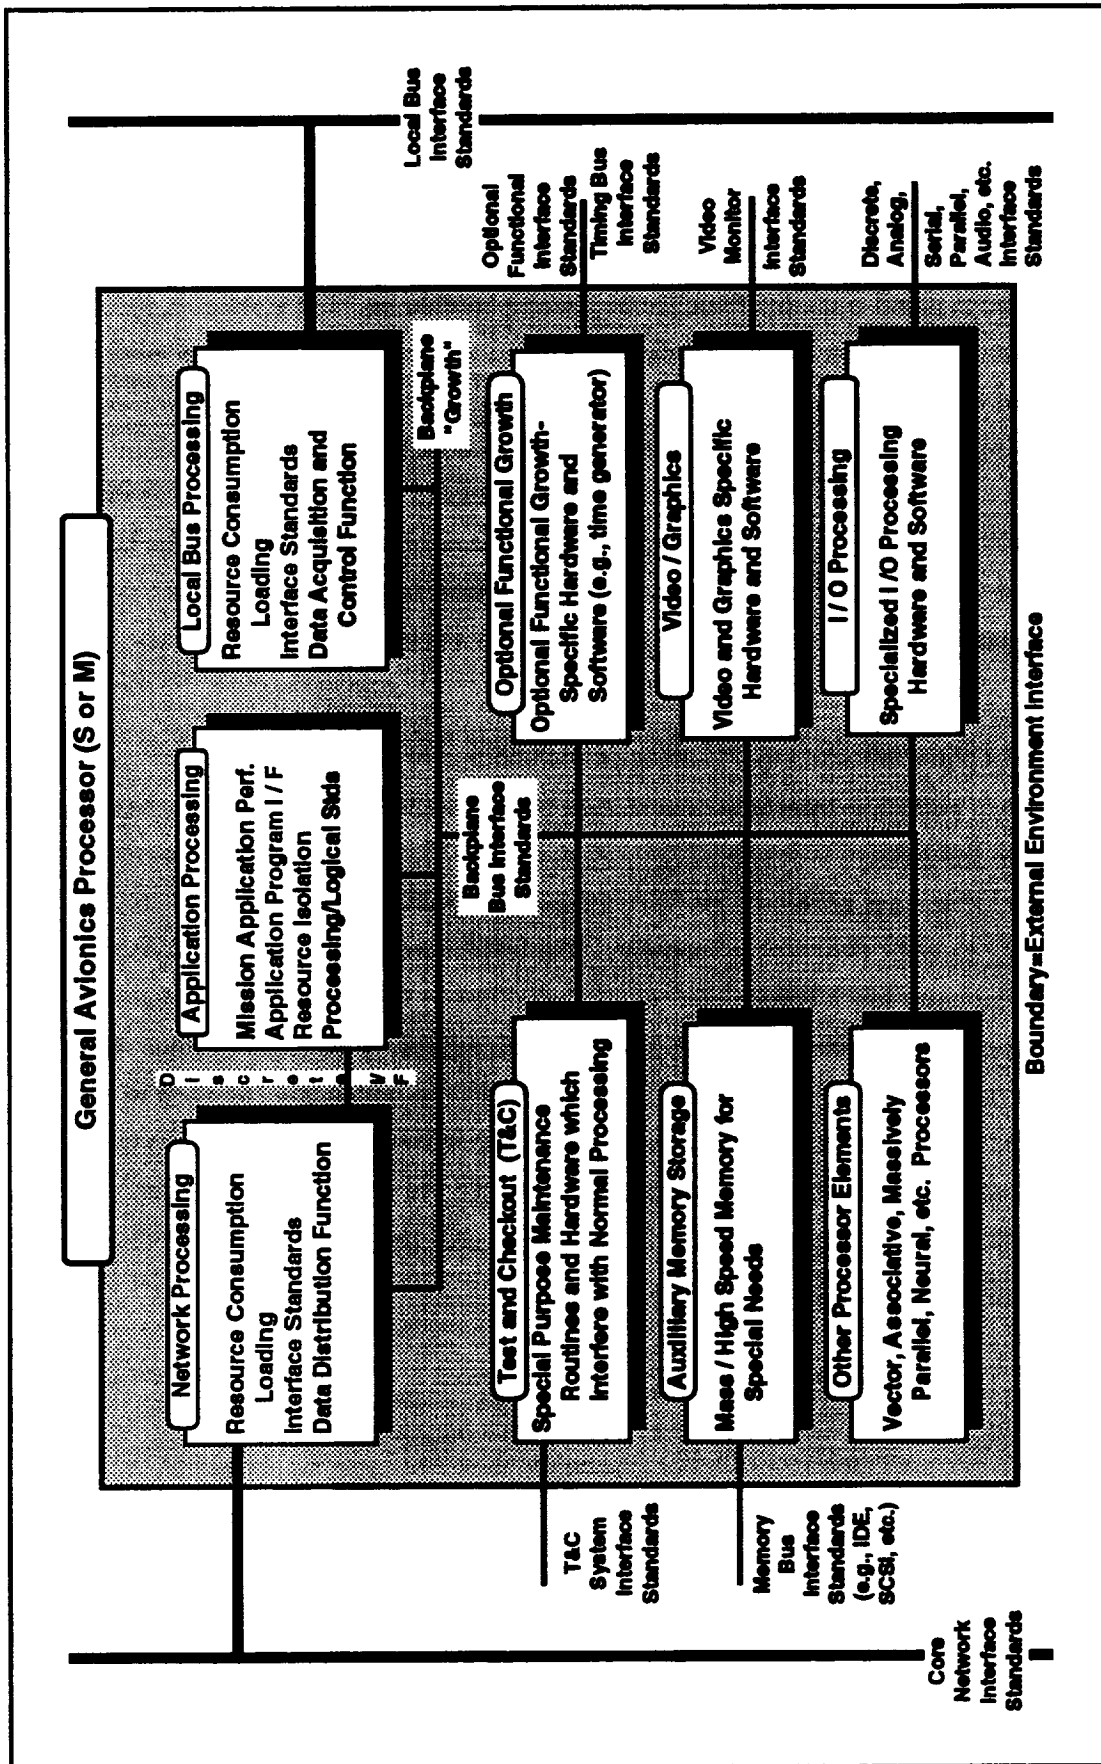 General Avionics Processor (S or M)
Network Processing
Resource Consumption
Loading
Interface Standards
Data Distribution Function
Discrete I/F
Application Processing
Mission Application Perf.
Application Program I / F
Resource Isolation
Processing/Logical Stds
Local Bus Processing
Resource Consumption
Loading
Interface Standards
Data Acquisition and
Control Function
Local Bus
Interface
Standards
Backplane
"Growth"
Backplane
Bus Interface
Standards
Test and Checkout (T&C)
Special Purpose Maintenence
Routines and Hardware which
Interfere with Normal Processing
Optional Functional Growth
Optional Functional Growth-
Specific Hardware and
Software (e.g., time generator)
Optional
Functional
Interface
Standards
Timing Bus
Interface
Standards
T&C
System
Interface
Standards
Auxilliary Memory Storage
Mass / High Speed Memory for
Special Needs
Video / Graphics
Video and Graphics Specific
Hardware and Software
Video
Monitor
Interface
Standards
Memory
Bus
Interface
Standards
(e.g., IDE,
SCSI, etc.)
Other Processor Elements
Vector, Associative, Massively
Parallel, Neural, etc. Processors
I / O Processing
Specialized I /O Processing
Hardware and Software
Discrete,
Analog,
Serial,
Parallel,
Audio, etc.
Interface
Standards
Core
Network
Interface
Standards
Boundary=External Environment Interface